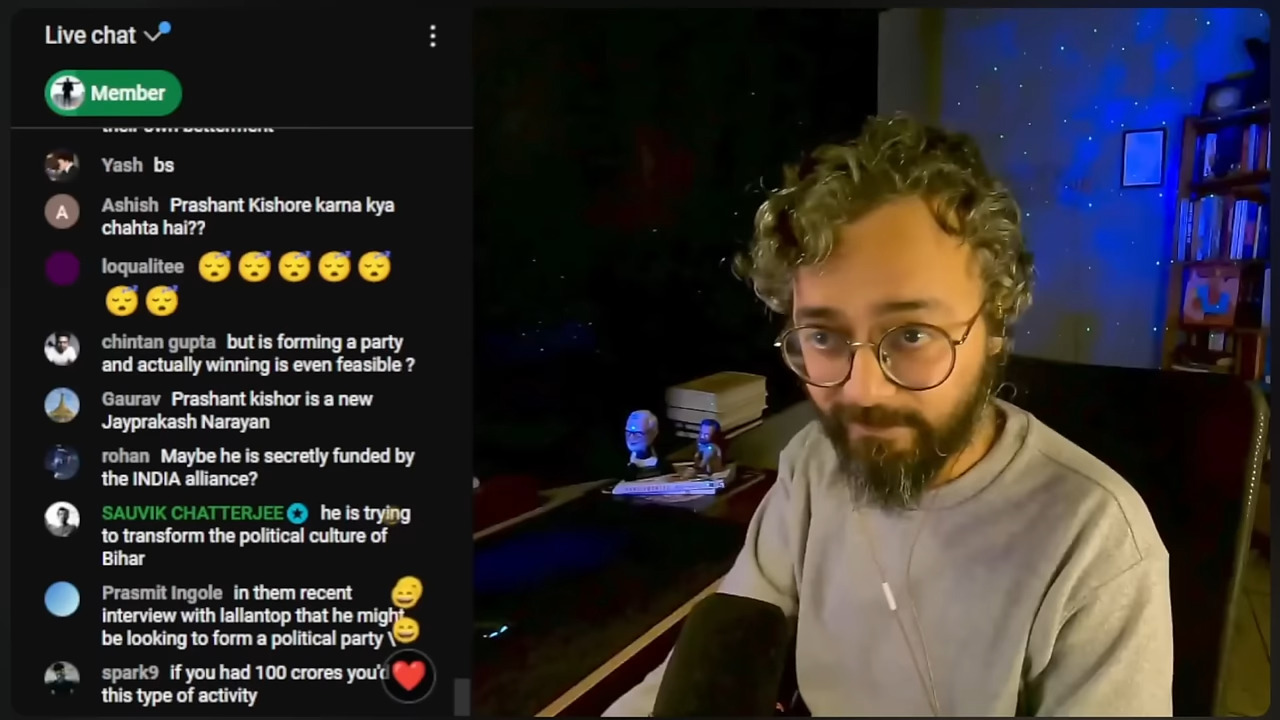 Live chat
Member
their own betterment
Yash bs
Ashish Prashant Kishore karna kya
chahta hai??
A
loqualitee 😴😴😴😴😴
😴😴
chintan gupta but is forming a party
and actually winning is even feasible ?
Gaurav Prashant kishor is a new
Jayprakash Narayan
rohan Maybe he is secretly funded by
the INDIA alliance?
SAUVIK CHATTERJEE he is trying
to transform the political culture of
Bihar
Prasmit Ingole in them recent
interview with lallantop that he might
be looking to form a political party \
spark9 if you had 100 crores you'd
this type of activity